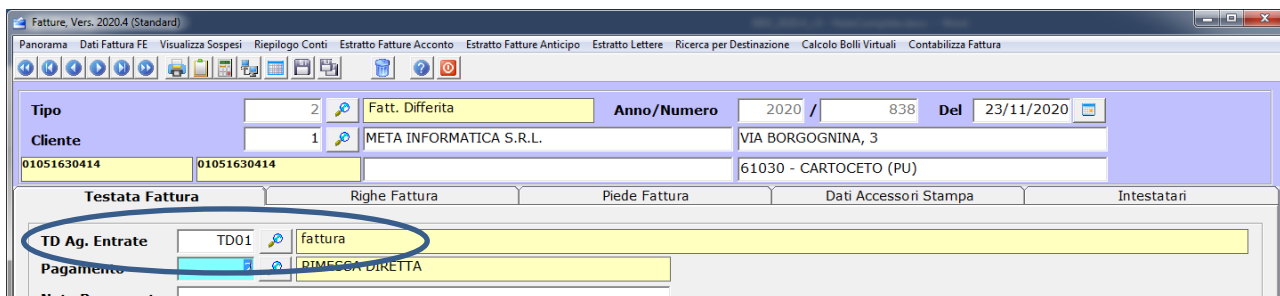 Fatture, Vers. 2020.4 (Standard)
Panorama Dati Fattura FE Visualizza Sospesi Riepilogo Conti Estratto Fatture Acconto Estratto Fatture Anticipo Estratto Lettere Ricerca per Destinazione Calcolo Bolli Virtuali Contabilizza Fattura
Tipo 2 Fatt. Differita Anno/Numero 2020 / 838 Del 23/11/2020
Cliente 1 META INFORMATICA S.R.L. VIA BORGOGNINA, 3
01051630414 01051630414 61030 - CARTOCETO (PU)
Testata Fattura Righe Fattura Piede Fattura Dati Accessori Stampa Intestatari
TD Ag. Entrate TD01 fattura
Pagamento RIMESSA DIRETTA